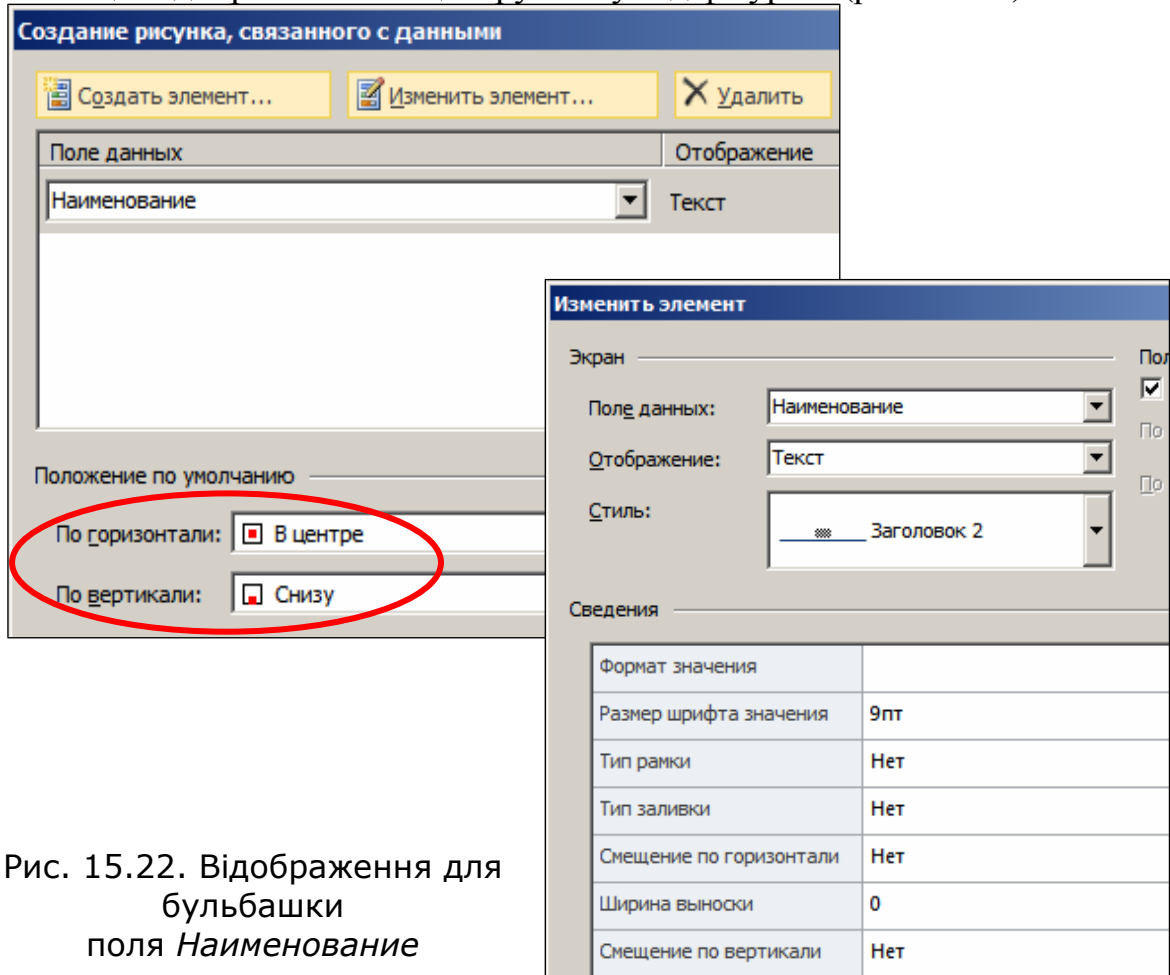 Создание рисунка, связанного с данными
Создать элемент... Изменить элемент... Удалить
Поле данных Отображение
Наименование Текст
Положение по умолчанию
По горизонтали: В центре
По вертикали: Снизу
Изменить элемент
Экран
Поле данных: Наименование
По
Отображение: Текст
По
Стиль: Заголовок 2
Сведения
Формат значения
Размер шрифта значения 9пт
Тип рамки Нет
Тип заливки Нет
Смещение по горизонтали Нет
Ширина выноски 0
Смещение по вертикали Нет
Рис. 15.22. Відображення для
бульбашки
поля Наименование